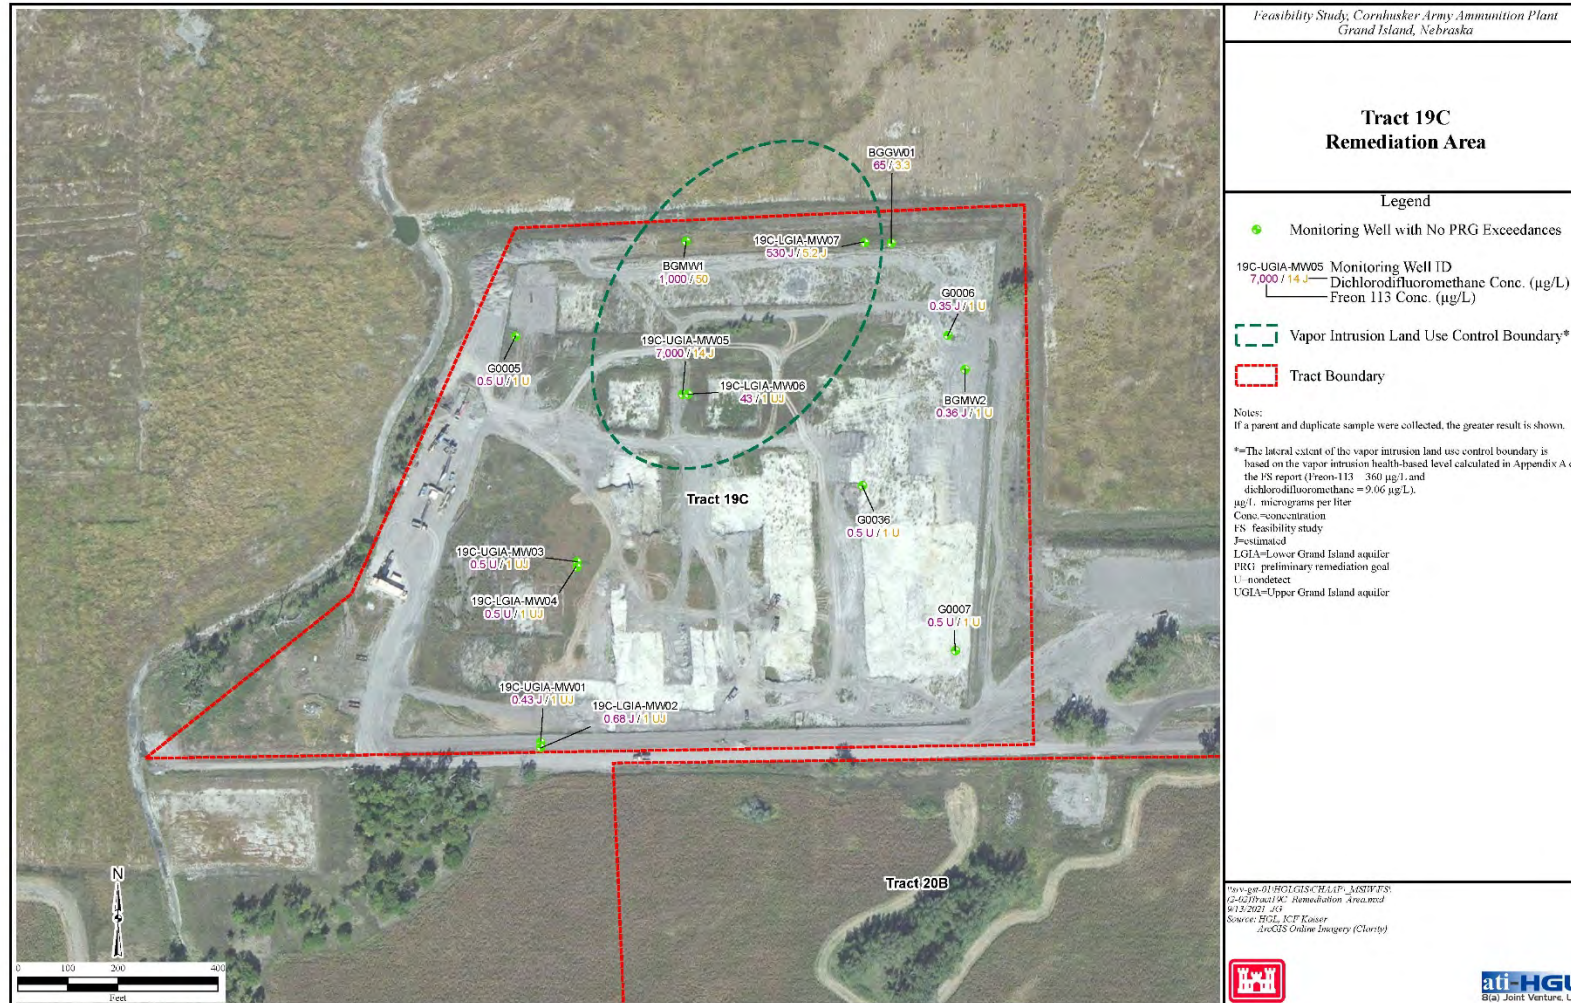 Feasibility Study, Cornhusker Army Ammunition Plant
Grand Island, Nebraska
Tract 19C
Remediation Area
Legend
Monitoring Well with No PRG Exceedances
19C-UGIA-MW05 Monitoring Well ID
7,000 / 14 J Dichlorodifluoromethane Conc. (µg/L)
Freon 113 Conc. (µg/L)
Vapor Intrusion Land Use Control Boundary*
Tract Boundary
Notes:
If a parent and duplicate sample were collected, the greater result is shown.
*=The lateral extent of the vapor intrusion land use control boundary is
based on the vapor intrusion health-based level calculated in Appendix A
the FS report (Freon-113 360 µg/L and
dichlorodifluoromethane = 9.06 µg/L).
µg/L micrograms per liter
Conc.=concentration
FS feasibility study
J=estimated
LGIA=Lower Grand Island aquifer
PRG preliminary remediation goal
U nondetect
UGIA=Upper Grand Island aquifer
9/13/2021 JG
Source: HGL, ICF Kaiser
ArcGIS Online Imagery (Clarity)
ati-HGL
8(a) Joint Venture,
BGGW01
65 / 3.3
19C-LGIA-MW07
530 J / 5.2 J
BGMW1
1,000 / 50
G0006
0.35 J / 1 U
19C-UGIA-MW05
7,000 / 14 J
G0005
0.5 U / 1 U
19C-LGIA-MW06
43 / 1 UJ
BGMW2
0.36 J / 1 U
Tract 19C
G0036
0.5 U / 1 U
19C-UGIA-MW03
0.5 U / 1 UJ
19C-LGIA-MW04
0.5 U / 1 UJ
G0007
0.5 U / 1 U
19C-UGIA-MW01
0.43 J / 1 UJ
19C-LGIA-MW02
0.68 J / 1 UJ
Tract 20B
N
0 100 200 400
Feet